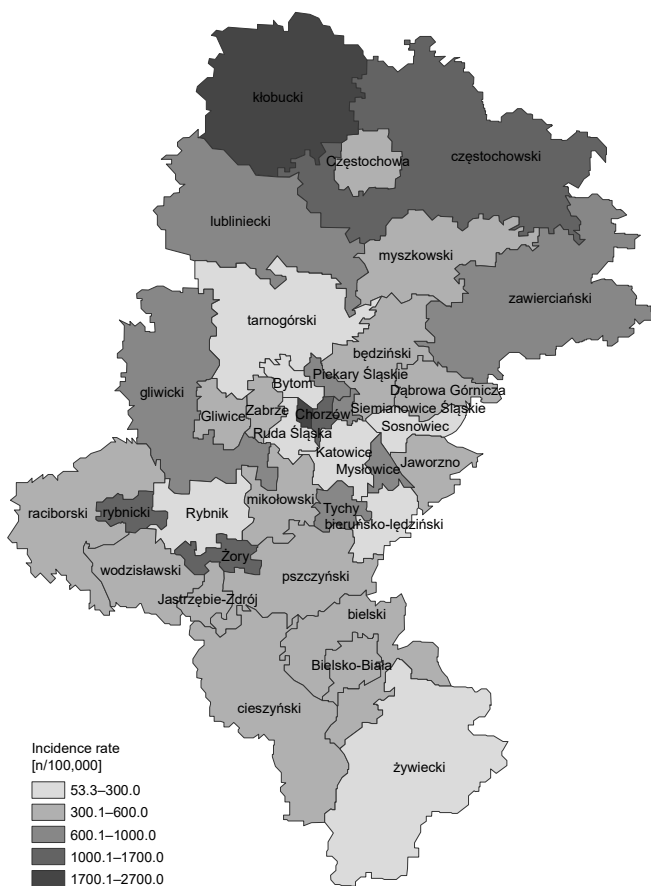 kłobucki
Częstochowa
częstochowski
lubliniecki
myszkowski
zawierciański
tarnogórski
będziński
Piekary Śląskie
Bytom
gliwicki
Dąbrowa Górnicza
Gliwice
Zabrze
Chorzów
Siemianowice Śląskie
Ruda Śląska
Sosnowiec
Katowice
Mysłowice
Jaworzno
raciborski
rybnicki
Rybnik
mikołowski
Tychy
bieruńsko-lędziński
Żory
wodzisławski
pszczyński
Jastrzębie-Zdrój
bielski
Bielsko-Biała
cieszyński
żywiecki
Incidence rate
[n/100,000]
53.3–300.0
300.1–600.0
600.1–1000.0
1000.1–1700.0
1700.1–2700.0